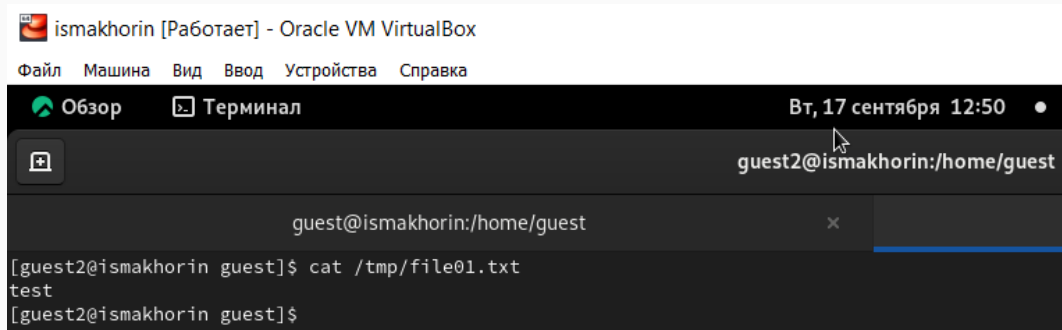 ismakhorin [Работает] - Oracle VM VirtualBox
Файл Машина Вид Ввод Устройства Справка
Обзор Терминал Вт, 17 сентября 12:50
guest2@ismakhorin:/home/guest
guest@ismakhorin:/home/guest
[guest2@ismakhorin guest]$ cat /tmp/file01.txt
test
[guest2@ismakhorin guest]$